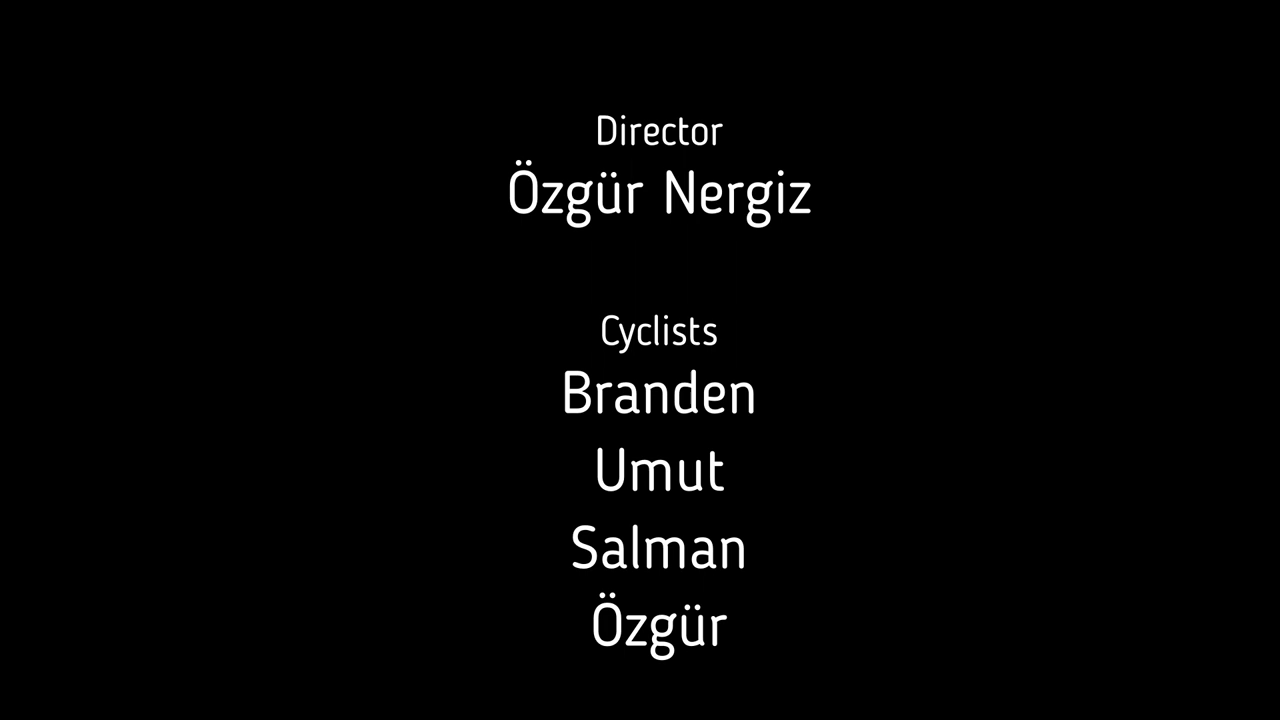 Director
Özgür Nergiz
Cyclists
Branden
Umut
Salman
Özgür